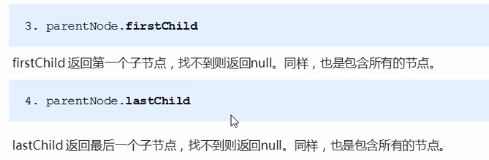 3. parentNode.firstChild
firstChild 返回第一个子节点，找不到则返回null。同样，也是包含所有的节点。
4. parentNode.lastChild
lastChild 返回最后一个子节点，找不到则返回null。同样，也是包含所有的节点。